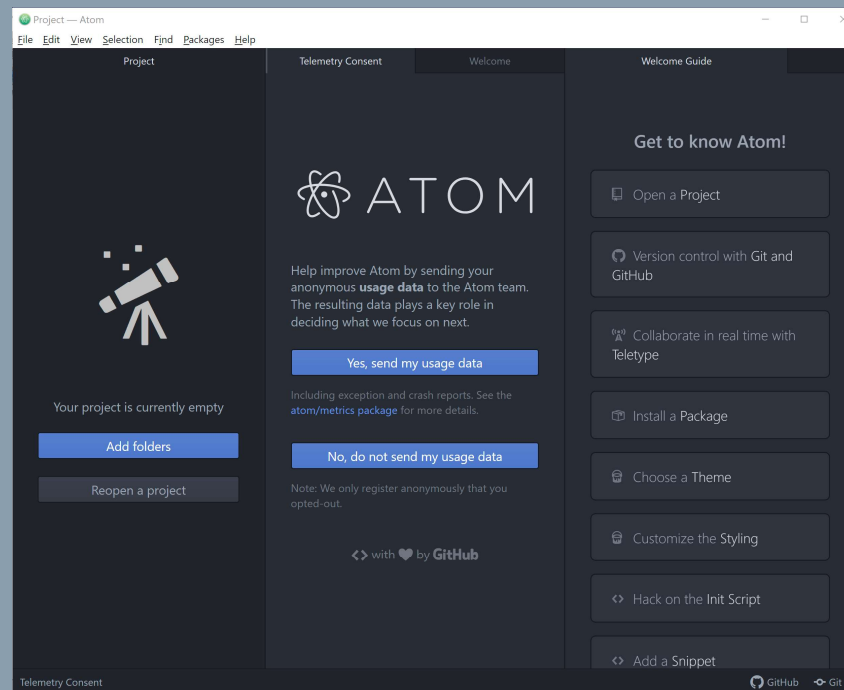 Project — Atom
File Edit View Selection Find Packages Help
Project
Telemetry Consent
Welcome
Welcome Guide
Your project is currently empty
Add folders
Reopen a project
ATOM
Help improve Atom by sending your
anonymous usage data to the Atom team.
The resulting data plays a key role in
deciding what we focus on next.
Yes, send my usage data
Including exception and crash reports. See the
atom/metrics package for more details.
No, do not send my usage data
Note: We only register anonymously that you
opted-out.
with by GitHub
Get to know Atom!
Open a Project
Version control with Git and
GitHub
Collaborate in real time with
Teletype
Install a Package
Choose a Theme
Customize the Styling
Hack on the Init Script
Add a Snippet
Telemetry Consent
GitHub
Git